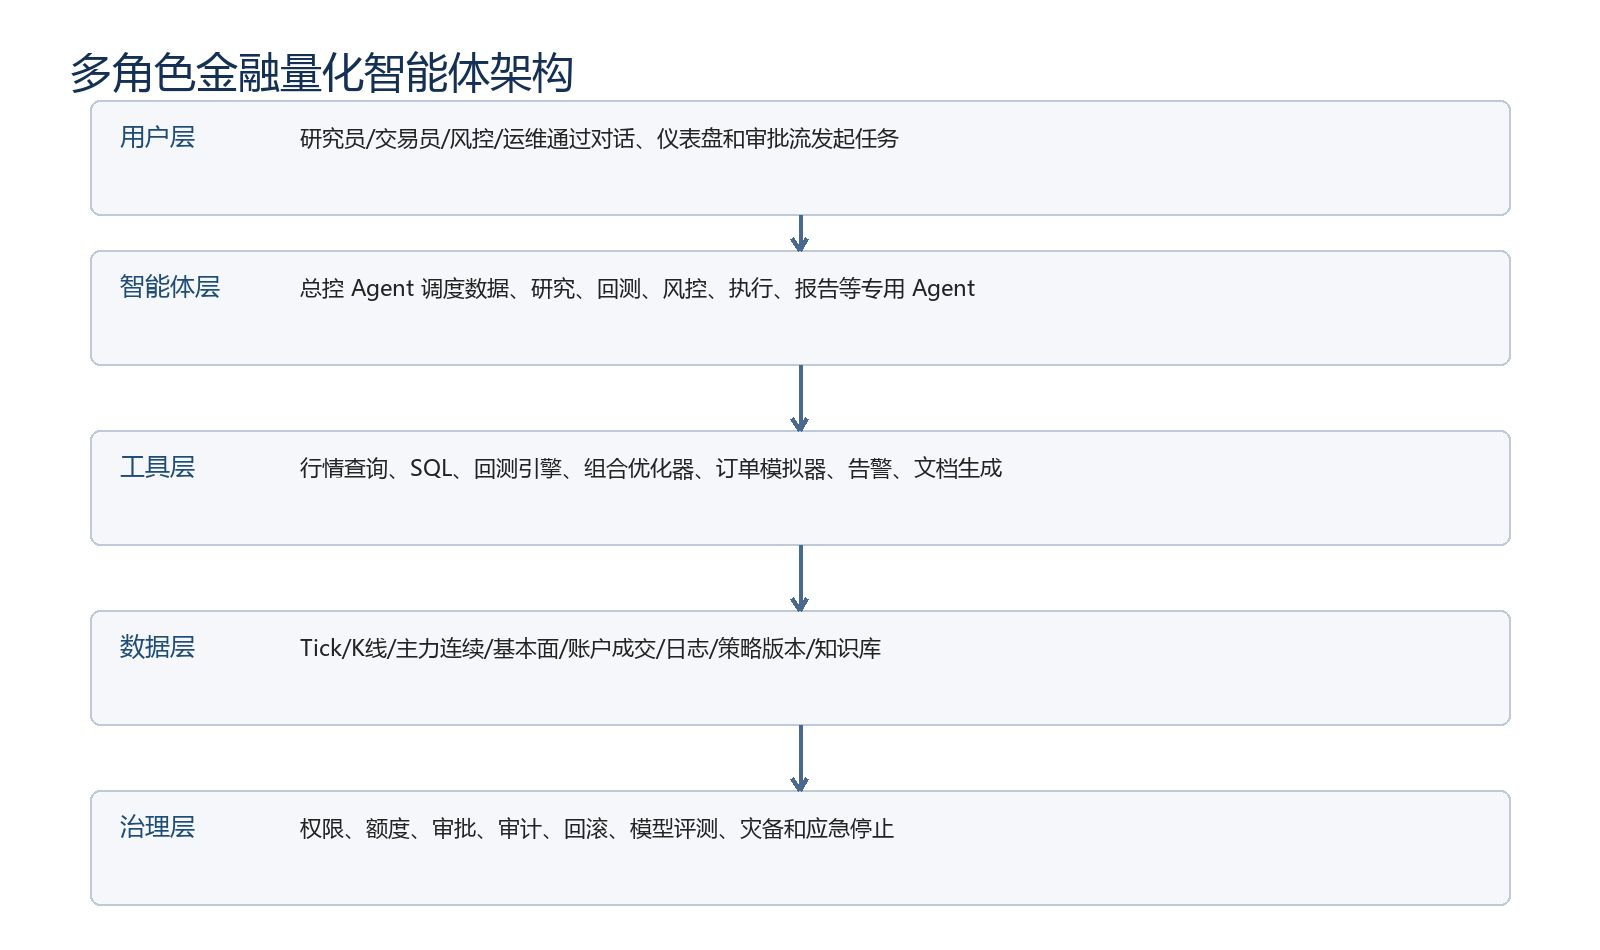 多角色金融量化智能体架构
用户层 研究员/交易员/风控/运维通过对话、仪表盘和审批流发起任务
智能体层 总控 Agent 调度数据、研究、回测、风控、执行、报告等专用 Agent
工具层 行情查询、SQL、回测引擎、组合优化器、订单模拟器、告警、文档生成
数据层 Tick/K线/主力连续/基本面/账户成交/日志/策略版本/知识库
治理层 权限、额度、审批、审计、回滚、模型评测、灾备和应急停止